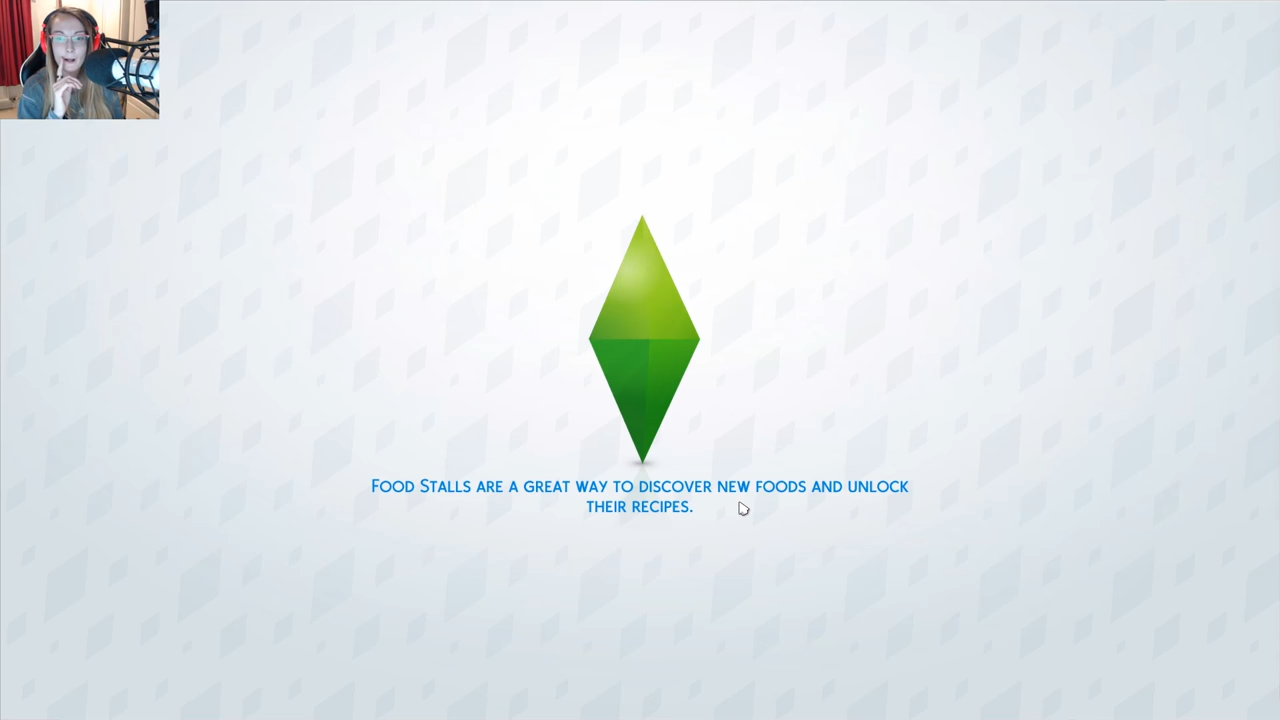 Food Stalls are a great way to discover new foods and unlock
their recipes.